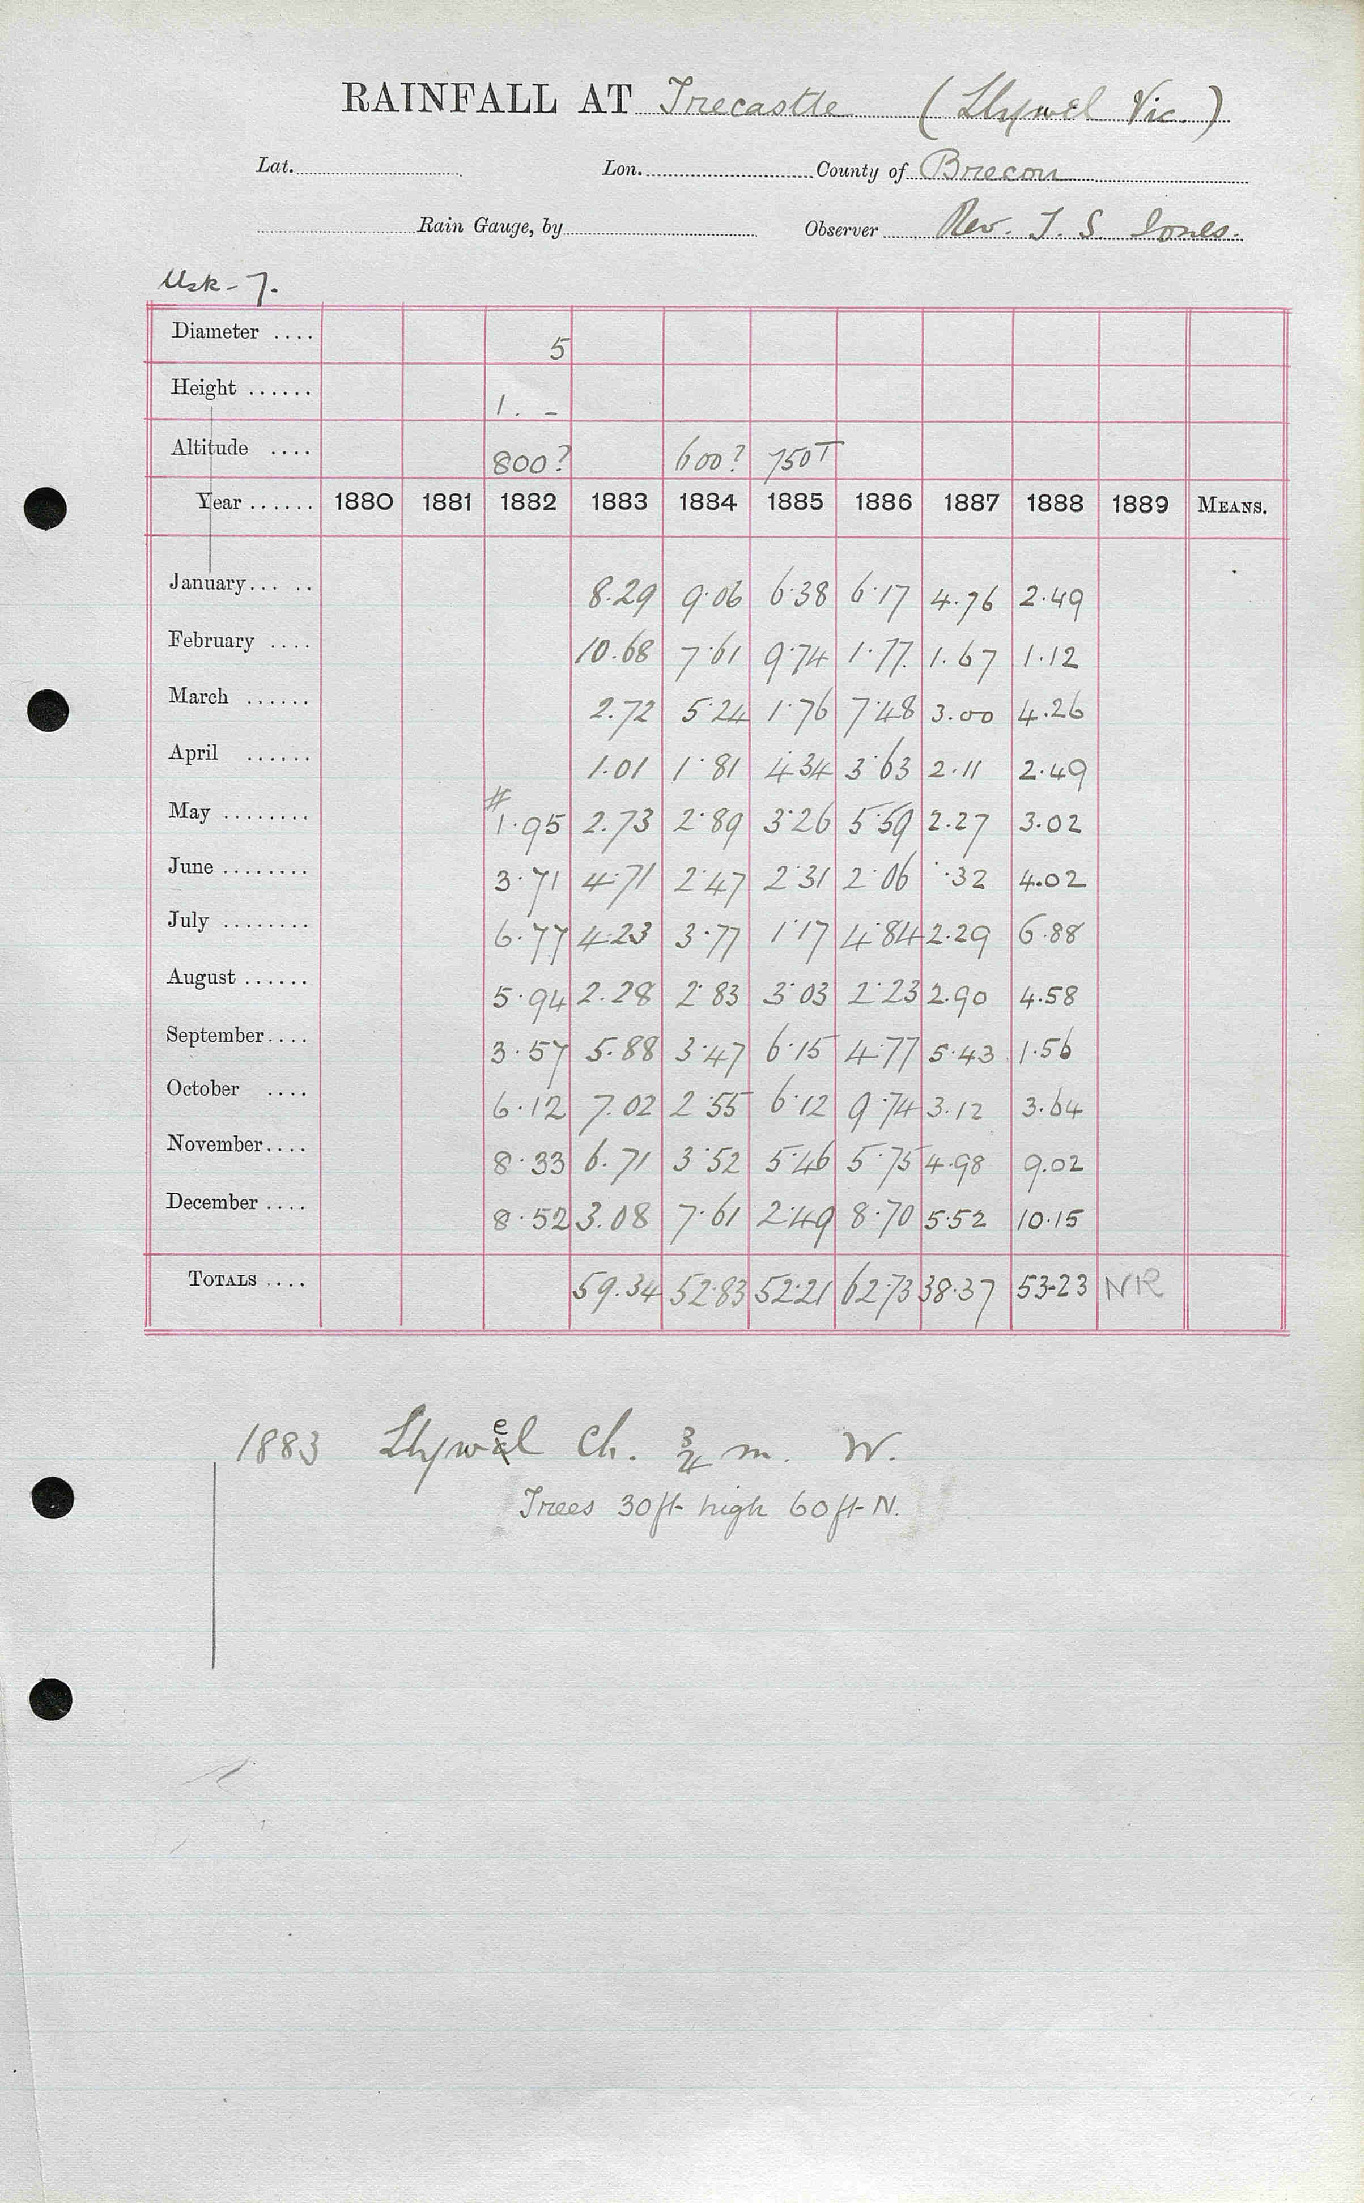 RAINFALL AT Trecastle (Llywel Vic.)
Lat. Lon. County of Brecon
Rain Gauge, by Observer Rev. J. S. Jones.
Usk - 7.
Diameter .... 5
Height ...... 1. -
Altitude .... 800? 600? 750T
Year ...... 1880 1881 1882 1883 1884 1885 1886 1887 1888 1889 MEANS.
January... .. 8.29 9.06 6.38 6.17 4.76 2.49
February .... 10.68 7.61 9.74 1.77 1.67 1.12
March ...... 2.72 5.24 1.76 7.48 3.00 4.26
April ...... 1.01 1.81 4.34 3.63 2.11 2.49
May ........ # 1.95 2.73 2.89 3.26 5.59 2.27 3.02
June ........ 3.71 4.71 2.47 2.31 2.06 .32 4.02
July ........ 6.77 4.23 3.77 1.17 4.84 2.29 6.88
August ...... 5.94 2.28 2.83 3.03 2.23 2.90 4.58
September.... 3.57 5.88 3.47 6.15 4.77 5.43 1.56
October .... 6.12 7.02 2.55 6.12 9.74 3.12 3.64
November.... 8.33 6.71 3.52 5.46 5.75 4.98 9.02
December .... 8.52 3.08 7.61 2.49 8.70 5.52 10.15
TOTALS .... 59.34 52.83 52.21 62.73 38.37 53.23 NR
1883 Llywel Ch. 3/4 m. W.
Trees 30ft high 60ft N.